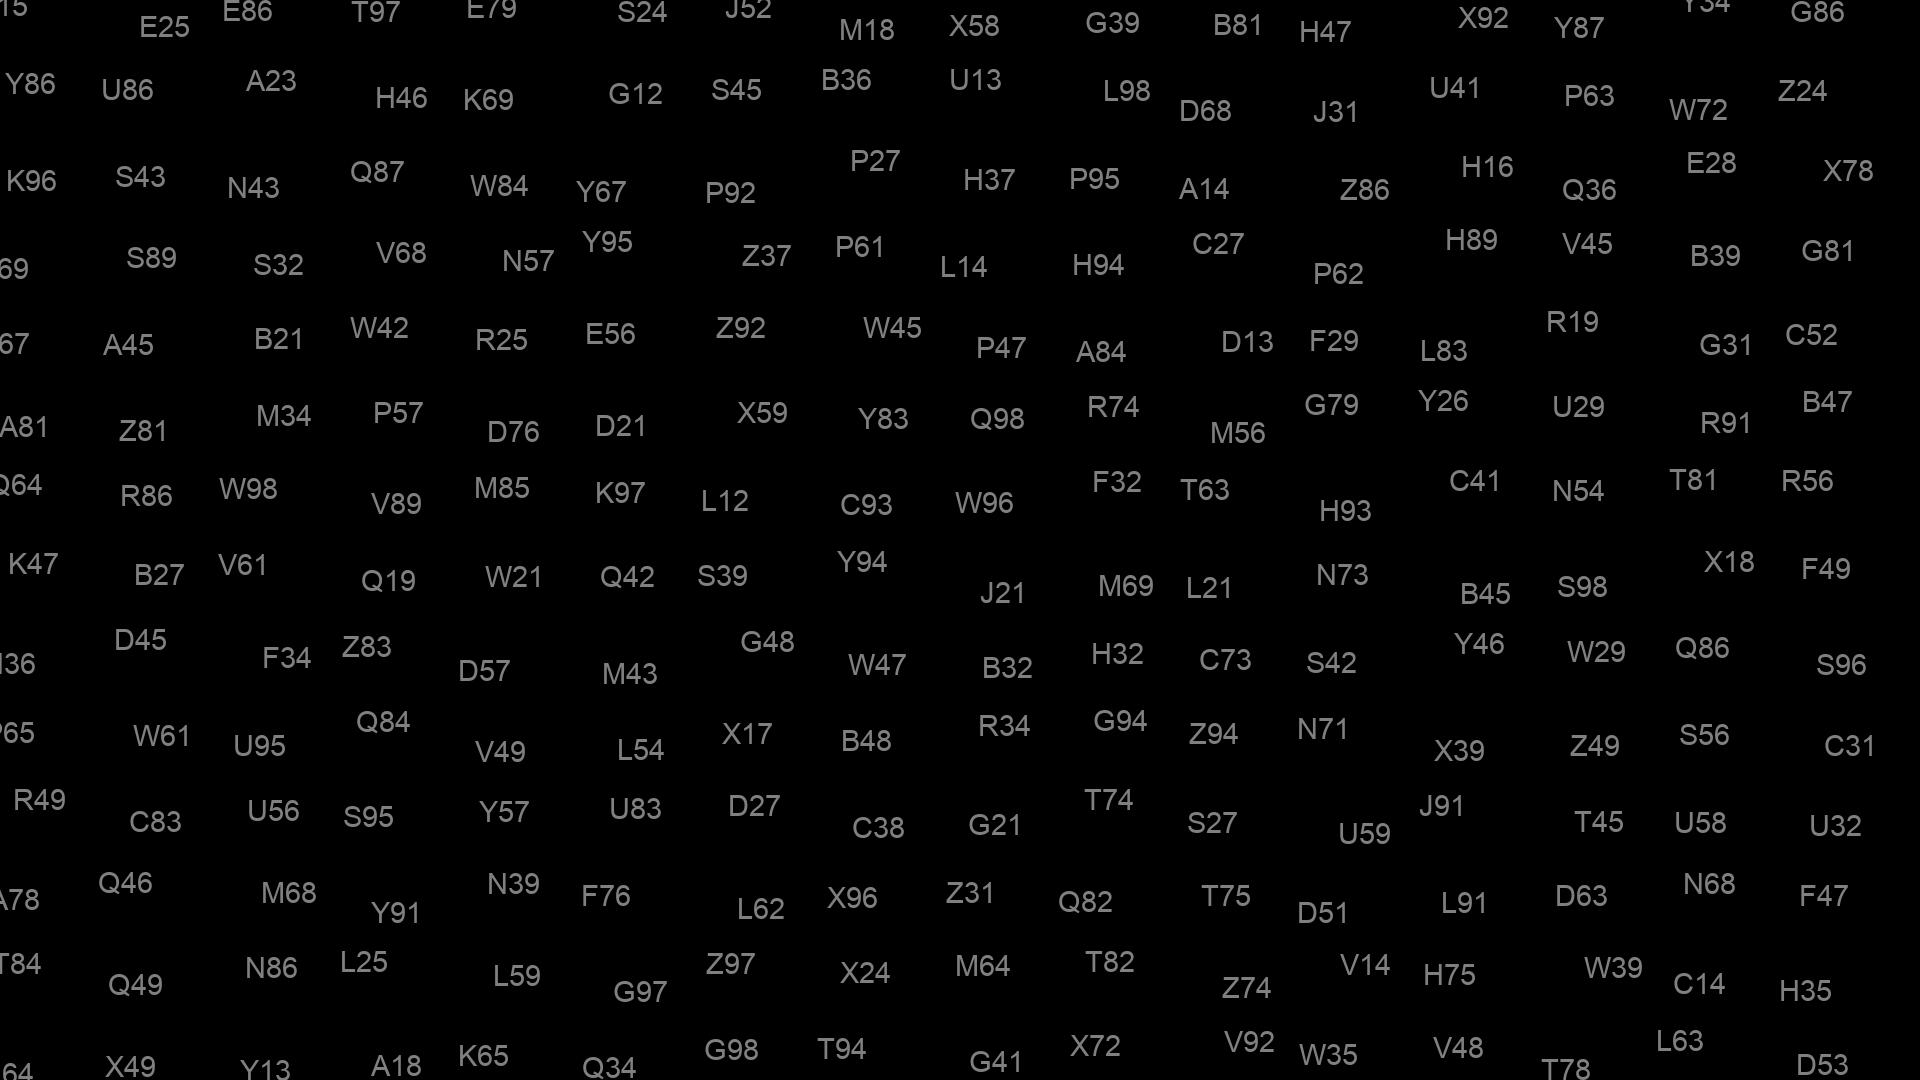 15 E25 E86 T97 E79 S24 J52 M18 X58 G39 B81 H47 X92 Y87 Y34 G86
Y86 U86 A23 H46 K69 G12 S45 B36 U13 L98 D68 J31 U41 P63 W72 Z24
K96 S43 N43 Q87 W84 Y67 P92 P27 H37 P95 A14 Z86 H16 Q36 E28 X78
69 S89 S32 V68 N57 Y95 Z37 P61 L14 H94 C27 P62 H89 V45 B39 G81
67 A45 B21 W42 R25 E56 Z92 W45 P47 A84 D13 F29 L83 R19 G31 C52
A81 Z81 M34 P57 D76 D21 X59 Y83 Q98 R74 M56 G79 Y26 U29 R91 B47
Q64 R86 W98 V89 M85 K97 L12 C93 W96 F32 T63 H93 C41 N54 T81 R56
K47 B27 V61 Q19 W21 Q42 S39 Y94 J21 M69 L21 N73 B45 S98 X18 F49
36 D45 F34 Z83 D57 M43 G48 W47 B32 H32 C73 S42 Y46 W29 Q86 S96
65 W61 U95 Q84 V49 L54 X17 B48 R34 G94 Z94 N71 X39 Z49 S56 C31
R49 C83 U56 S95 Y57 U83 D27 C38 G21 T74 S27 U59 J91 T45 U58 U32
A78 Q46 M68 Y91 N39 F76 L62 X96 Z31 Q82 T75 D51 L91 D63 N68 F47
T84 Q49 N86 L25 L59 G97 Z97 X24 M64 T82 Z74 V14 H75 W39 C14 H35
64 X49 Y13 A18 K65 Q34 G98 T94 G41 X72 V92 W35 V48 T78 L63 D53